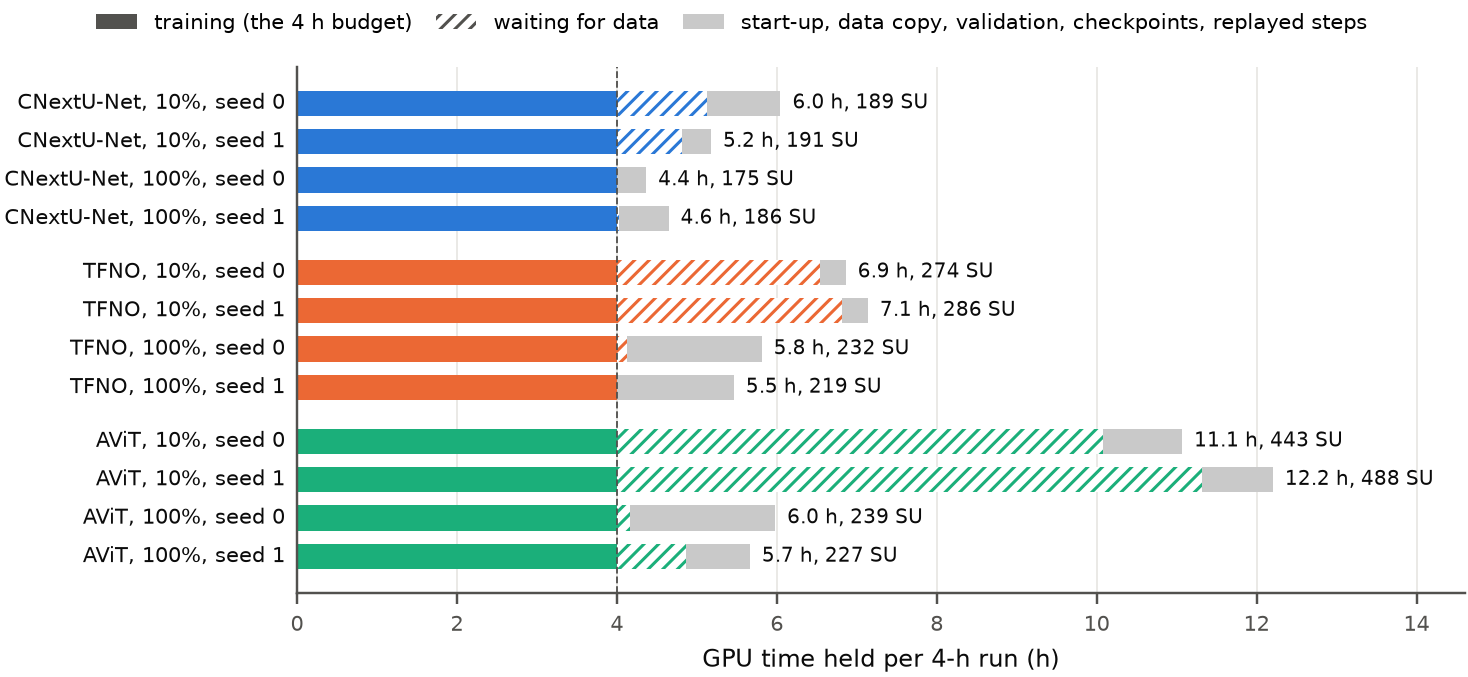 training (the 4 h budget) waiting for data start-up, data copy, validation, checkpoints, replayed steps
CNextU-Net, 10%, seed 0 6.0 h, 189 SU
CNextU-Net, 10%, seed 1 5.2 h, 191 SU
CNextU-Net, 100%, seed 0 4.4 h, 175 SU
CNextU-Net, 100%, seed 1 4.6 h, 186 SU
TFNO, 10%, seed 0 6.9 h, 274 SU
TFNO, 10%, seed 1 7.1 h, 286 SU
TFNO, 100%, seed 0 5.8 h, 232 SU
TFNO, 100%, seed 1 5.5 h, 219 SU
AViT, 10%, seed 0 11.1 h, 443 SU
AViT, 10%, seed 1 12.2 h, 488 SU
AViT, 100%, seed 0 6.0 h, 239 SU
AViT, 100%, seed 1 5.7 h, 227 SU
0 2 4 6 8 10 12 14
GPU time held per 4-h run (h)